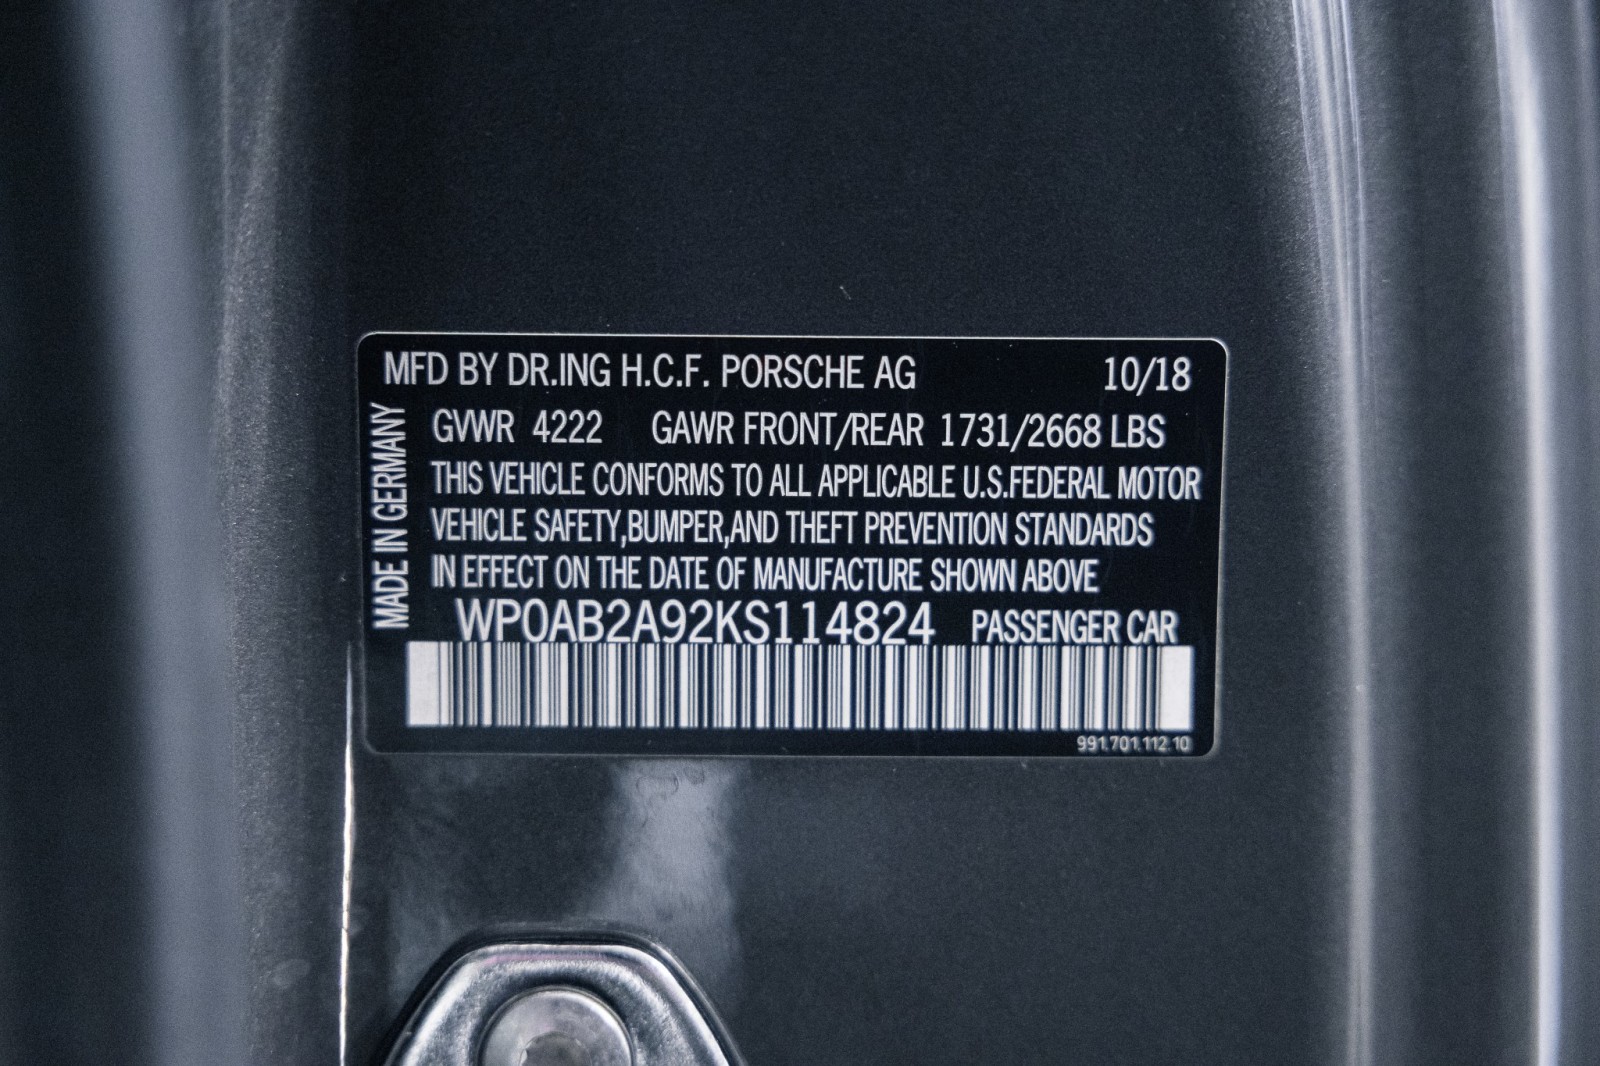 MFD BY DR.ING H.C.F. PORSCHE AG 10/18
GVWR 4222 GAWR FRONT/REAR 1731/2668 LBS
THIS VEHICLE CONFORMS TO ALL APPLICABLE U.S.FEDERAL MOTOR
VEHICLE SAFETY,BUMPER,AND THEFT PREVENTION STANDARDS
IN EFFECT ON THE DATE OF MANUFACTURE SHOWN ABOVE
MADE IN GERMANY
WP0AB2A92KS114824 PASSENGER CAR
991.701.112.10